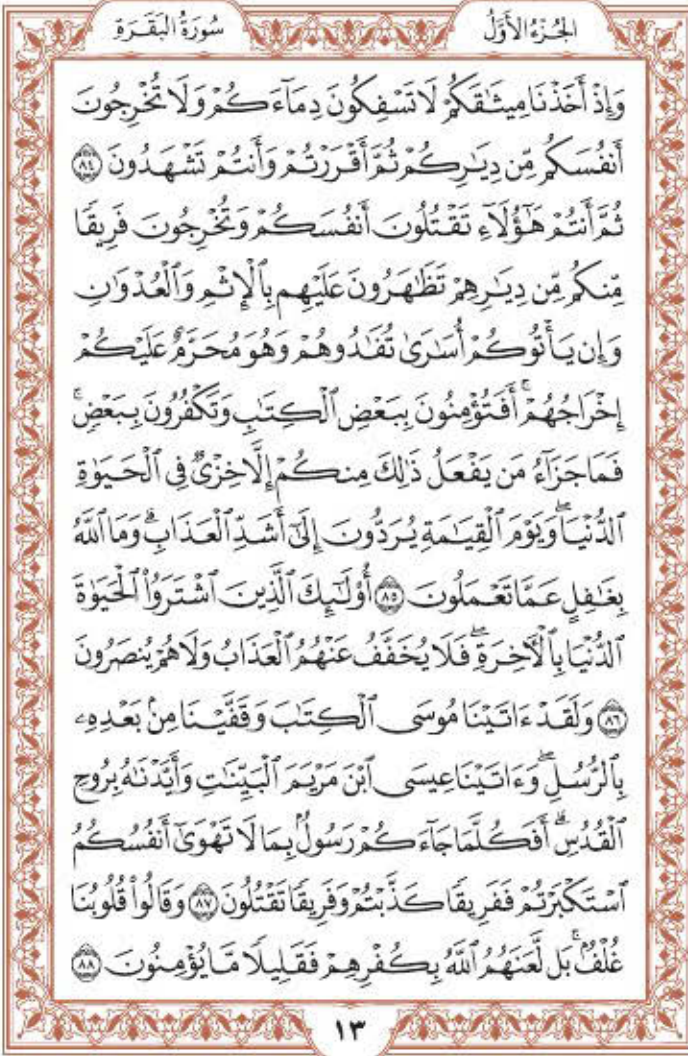 الجُزْءُ الأَوَّلُ سُورَةُ البَقَرَةِ
وَإِذْ أَخَذْنَا مِيثَٰقَكُمْ لَا تَسْفِكُونَ دِمَآءَكُمْ وَلَا تُخْرِجُونَ
أَنفُسَكُم مِّن دِيَٰرِكُمْ ثُمَّ أَقْرَرْتُمْ وَأَنتُمْ تَشْهَدُونَ ٨٤
ثُمَّ أَنتُمْ هَٰٓؤُلَآءِ تَقْتُلُونَ أَنفُسَكُمْ وَتُخْرِجُونَ فَرِيقًا
مِّنكُم مِّن دِيَٰرِهِمْ تَظَٰهَرُونَ عَلَيْهِم بِٱلْإِثْمِ وَٱلْعُدْوَٰنِ
وَإِن يَأْتُوكُمْ أُسَٰرَىٰ تُفَٰدُوهُمْ وَهُوَ مُحَرَّمٌ عَلَيْكُمْ
إِخْرَاجُهُمْ ۚ أَفَتُؤْمِنُونَ بِبَعْضِ ٱلْكِتَٰبِ وَتَكْفُرُونَ بِبَعْضٍ ۚ
فَمَا جَزَآءُ مَن يَفْعَلُ ذَٰلِكَ مِنكُمْ إِلَّا خِزْىٌ فِى ٱلْحَيَوٰةِ
ٱلدُّنْيَا ۖ وَيَوْمَ ٱلْقِيَٰمَةِ يُرَدُّونَ إِلَىٰٓ أَشَدِّ ٱلْعَذَابِ ۗ وَمَا ٱللَّهُ
بِغَٰفِلٍ عَمَّا تَعْمَلُونَ ٨٥ أُو۟لَٰٓئِكَ ٱلَّذِينَ ٱشْتَرَوُا۟ ٱلْحَيَوٰةَ
ٱلدُّنْيَا بِٱلْـَٔاخِرَةِ ۖ فَلَا يُخَفَّفُ عَنْهُمُ ٱلْعَذَابُ وَلَا هُمْ يُنصَرُونَ
٨٦ وَلَقَدْ ءَاتَيْنَا مُوسَى ٱلْكِتَٰبَ وَقَفَّيْنَا مِنۢ بَعْدِهِۦ
بِٱلرُّسُلِ ۖ وَءَاتَيْنَا عِيسَى ٱبْنَ مَرْيَمَ ٱلْبَيِّنَٰتِ وَأَيَّدْنَٰهُ بِرُوحِ
ٱلْقُدُسِ ۗ أَفَكُلَّمَا جَآءَكُمْ رَسُولٌۢ بِمَا لَا تَهْوَىٰٓ أَنفُسُكُمُ
ٱسْتَكْبَرْتُمْ فَفَرِيقًا كَذَّبْتُمْ وَفَرِيقًا تَقْتُلُونَ ٨٧ وَقَالُوا۟ قُلُوبُنَا
غُلْفٌۢ ۚ بَل لَّعَنَهُمُ ٱللَّهُ بِكُفْرِهِمْ فَقَلِيلًا مَّا يُؤْمِنُونَ ٨٨
١٣